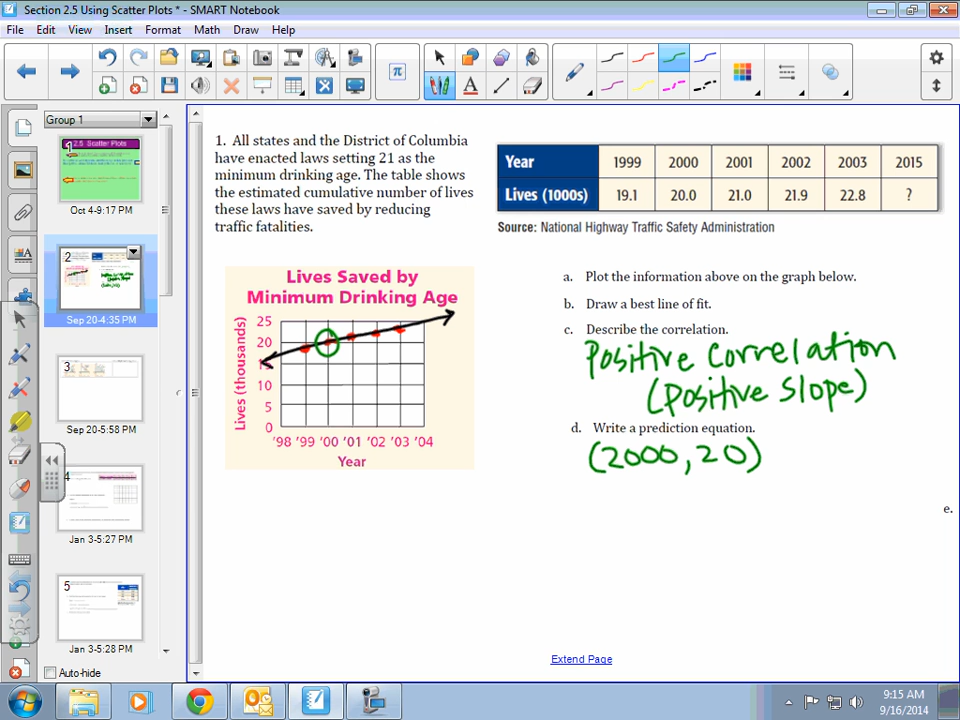 Section 2.5 Using Scatter Plots * - SMART Notebook
File Edit View Insert Format Math Draw Help
Group 1
1
2.5 Scatter Plots
Oct 4-9:17 PM
2
Sep 20-4:35 PM
3
Sep 20-5:58 PM
4
Jan 3-5:27 PM
5
Jan 3-5:28 PM
Auto-hide
1. All states and the District of Columbia
have enacted laws setting 21 as the
minimum drinking age. The table shows
the estimated cumulative number of lives
these laws have saved by reducing
traffic fatalities.
Year 1999 2000 2001 2002 2003 2015
Lives (1000s) 19.1 20.0 21.0 21.9 22.8 ?
Source: National Highway Traffic Safety Administration
Lives Saved by
Minimum Drinking Age
Lives (thousands)
25
20
10
5
0
'98 '99 '00 '01 '02 '03 '04
Year
a. Plot the information above on the graph below.
b. Draw a best line of fit.
c. Describe the correlation.
Positive Correlation
(Positive Slope)
d. Write a prediction equation.
(2000, 20)
e.
Extend Page
9:15 AM
9/16/2014